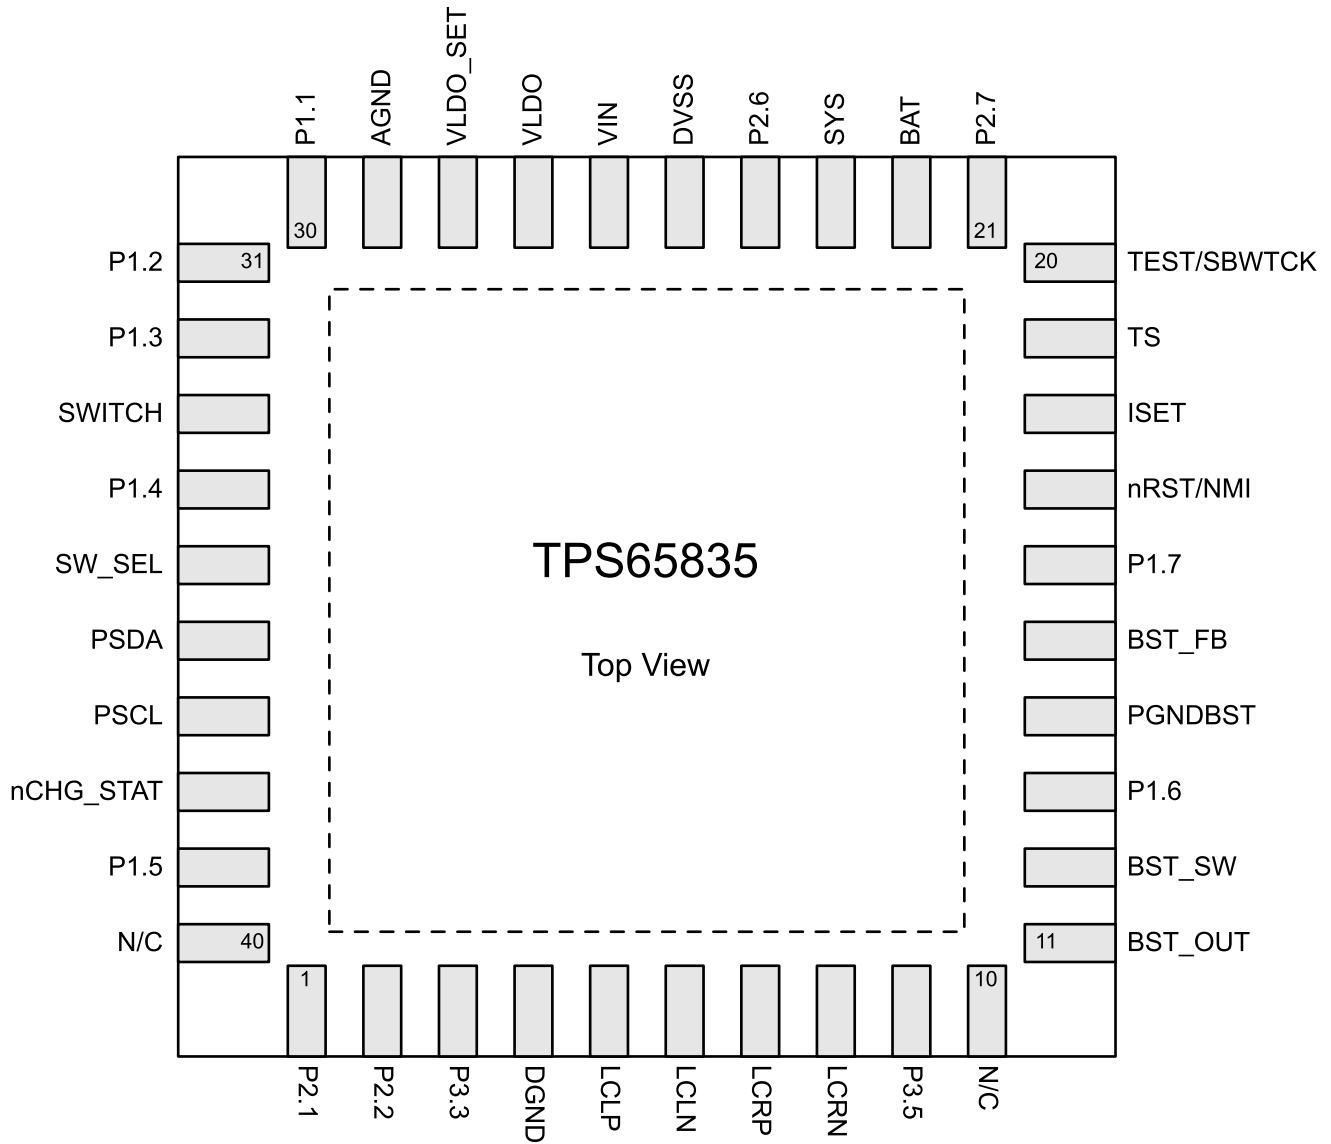 P1.1
AGND
VLDO_SET
VLDO
VIN
DVSS
P2.6
SYS
BAT
P2.7
30
21
P1.2
31
20
TEST/SBWTCK
P1.3
TS
SWITCH
ISET
P1.4
nRST/NMI
SW_SEL
TPS65835
P1.7
PSDA
BST_FB
Top View
PSCL
PGNDBST
nCHG_STAT
P1.6
P1.5
BST_SW
N/C
40
11
BST_OUT
1
10
P2.1
P2.2
P3.3
DGND
LCLP
LCLN
LCRP
LCRN
P3.5
N/C